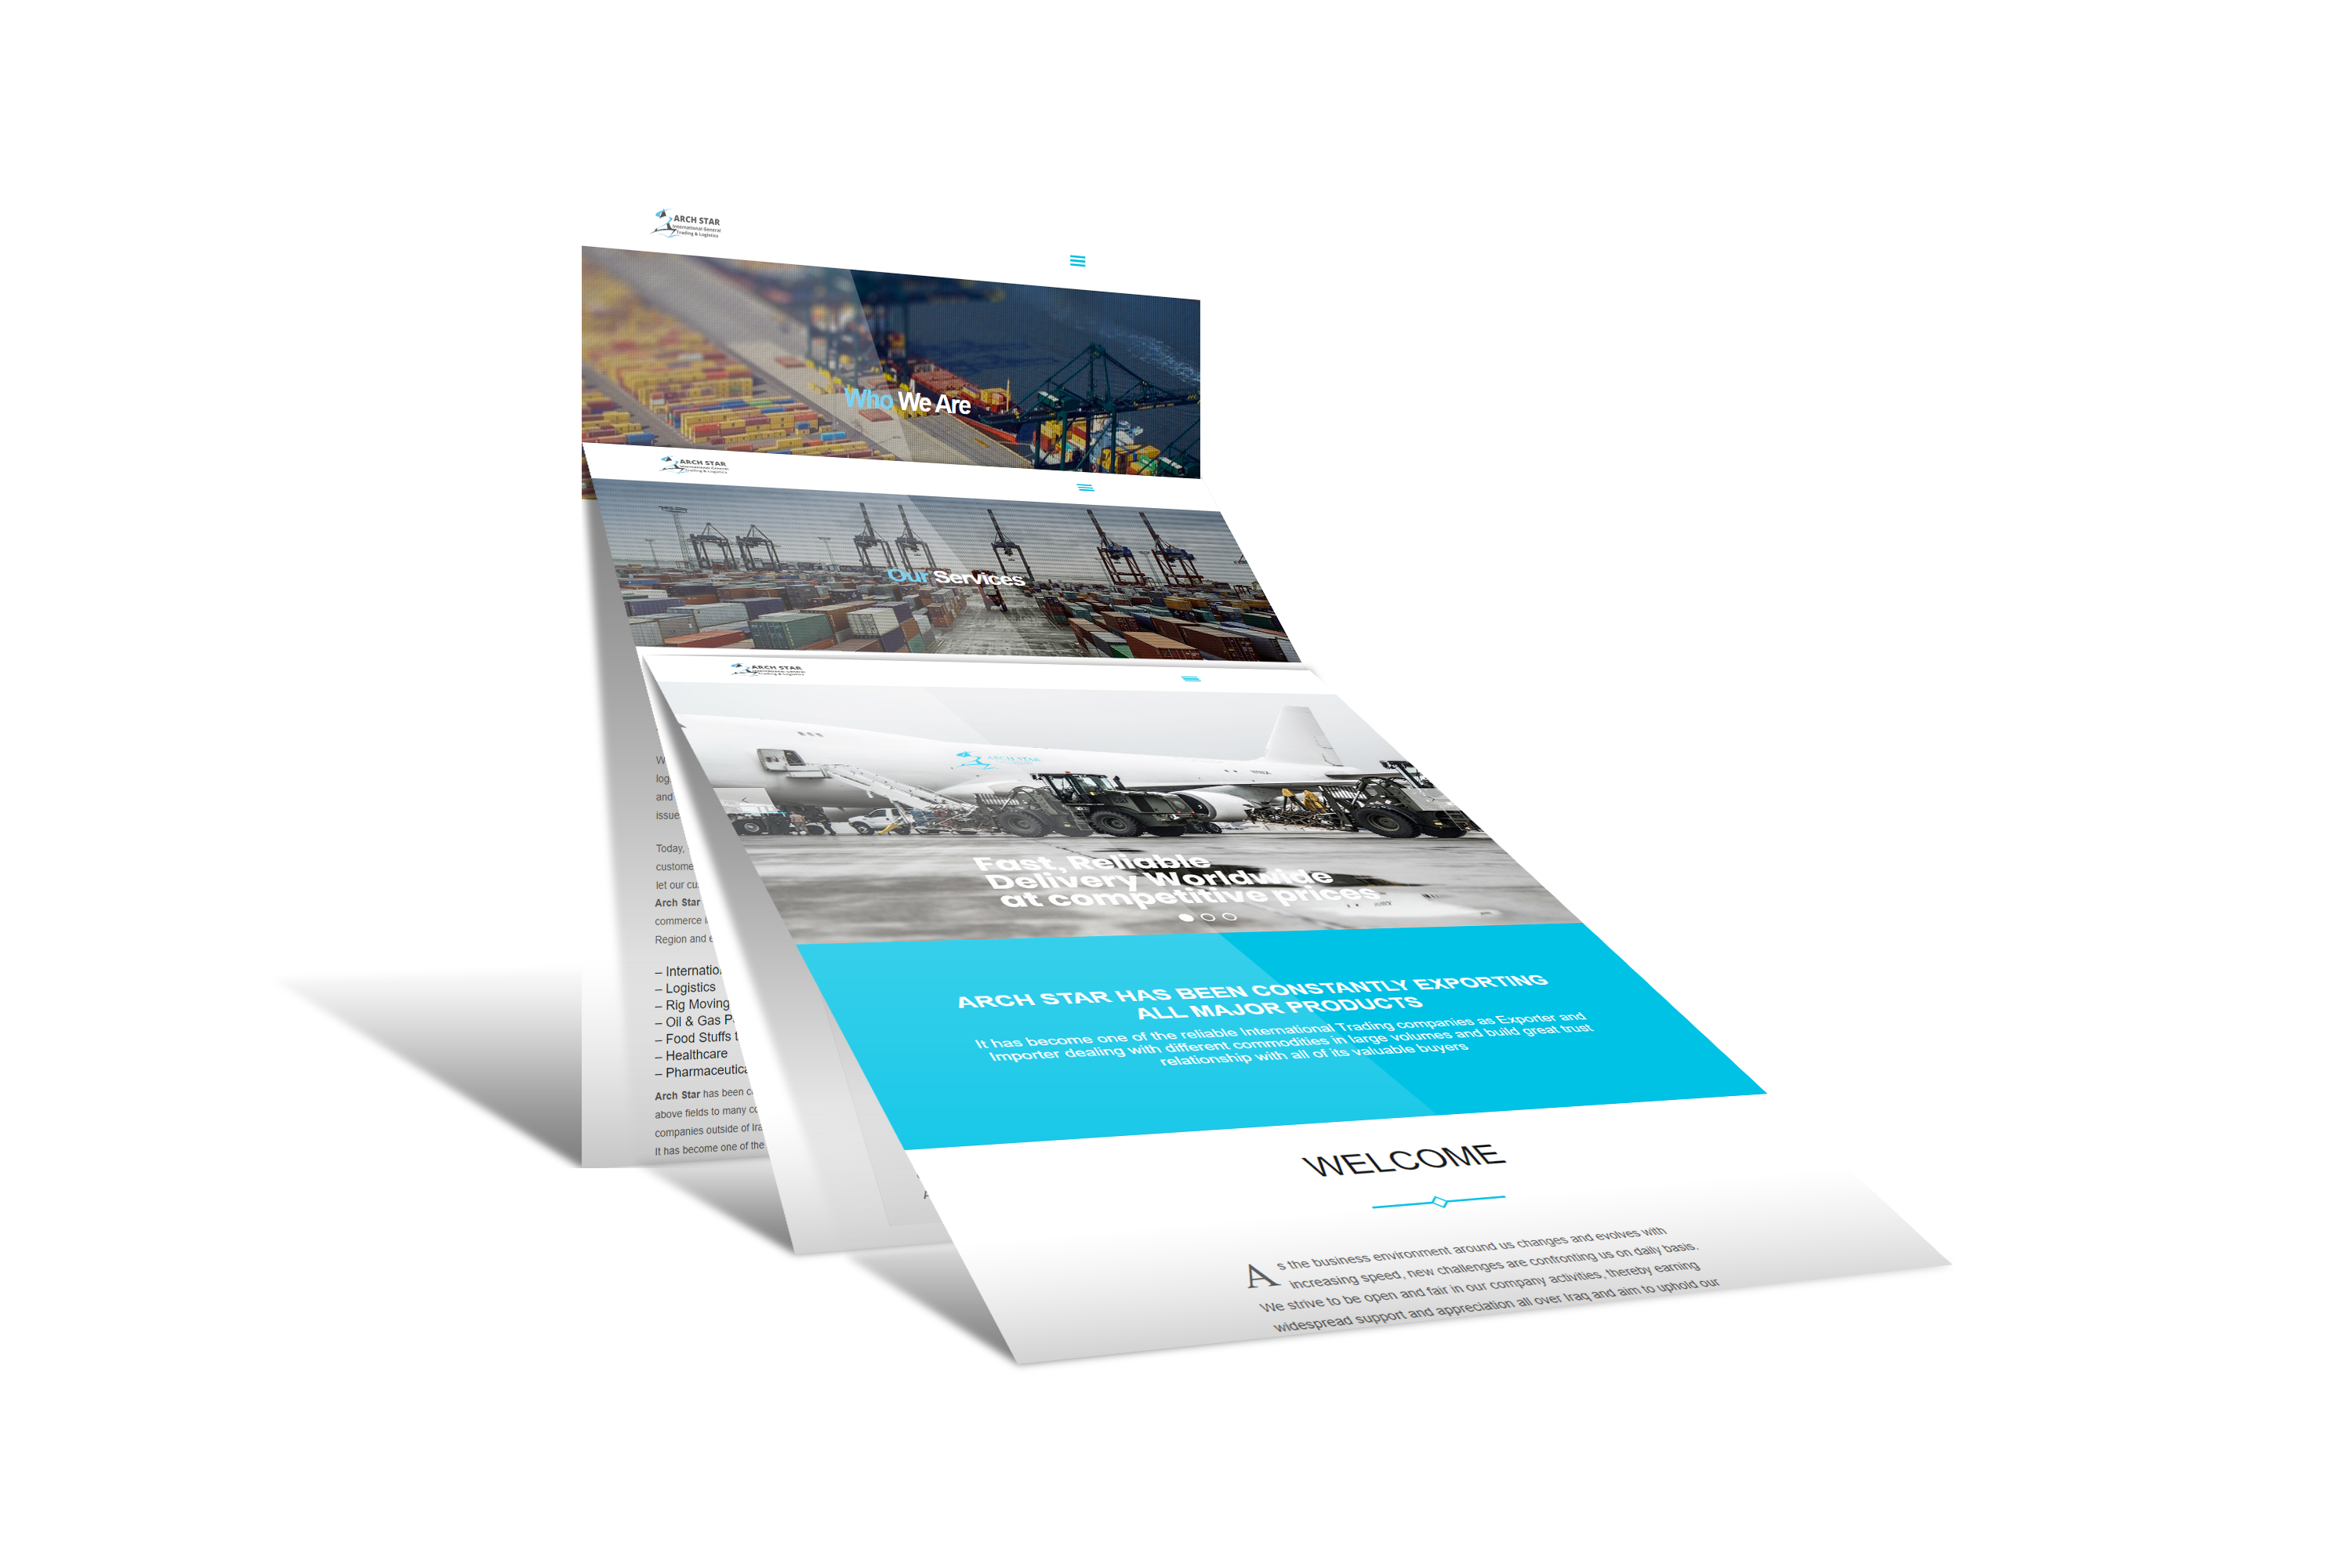 ARCH STAR
International General
Trading & Logistics
Who We Are
ARCH STAR
International General
Trading & Logistics
Our Services
ARCH STAR
International General
Trading & Logistics
ARCH STAR
Fast, Reliable
Delivery Worldwide
at competitive prices
ARCH STAR HAS BEEN CONSTANTLY EXPORTING
ALL MAJOR PRODUCTS
It has become one of the reliable International Trading companies as Exporter and
Importer dealing with different commodities in large volumes and build great trust
relationship with all of its valuable buyers
WELCOME
As the business environment around us changes and evolves with
increasing speed, new challenges are confronting us on daily basis.
We strive to be open and fair in our company activities, thereby earning
widespread support and appreciation all over Iraq and aim to uphold our
and
issue
Today,
custome
let our cu
Arch Star
commerce
Region and
– Internatio
– Logistics
– Rig Moving
– Oil & Gas P
– Food Stuffs
– Healthcare
– Pharmaceutica
Arch Star has been
above fields to many
companies outside of
It has become one of the